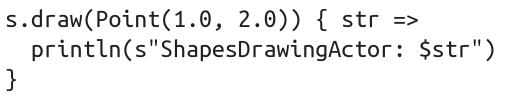 s.draw(Point(1.0, 2.0)) { str =>
  println(s"ShapesDrawingActor: $str")
}